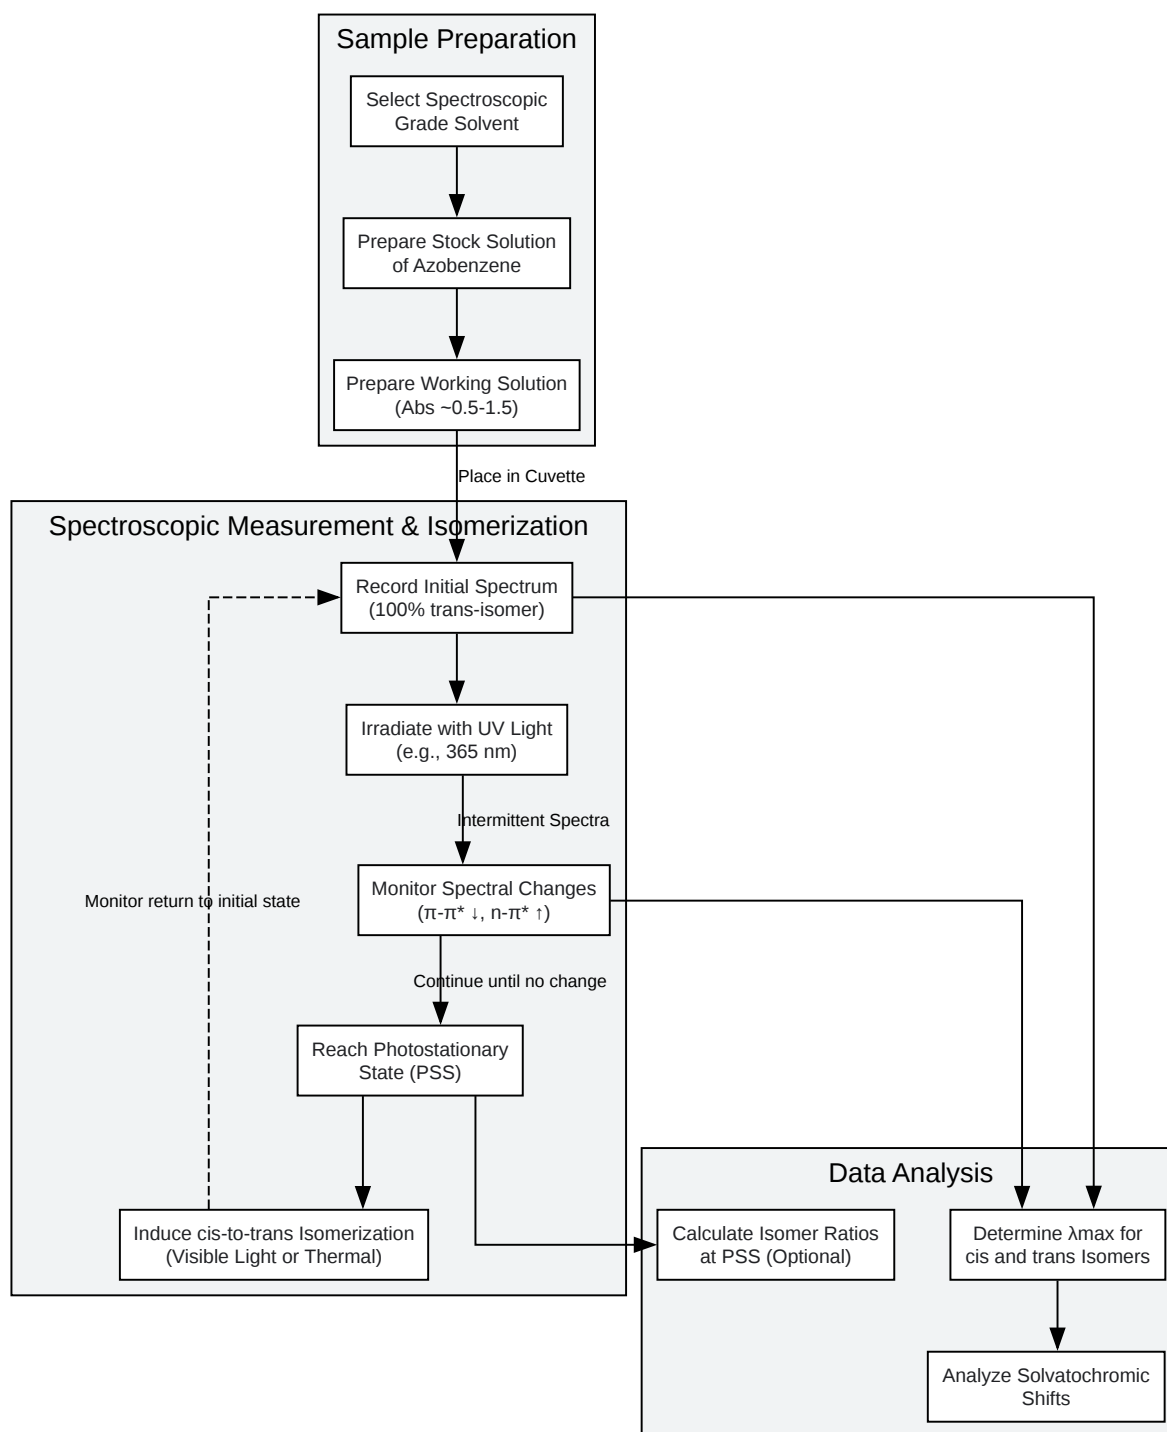 Sample Preparation
Select Spectroscopic
Grade Solvent
Prepare Stock Solution
of Azobenzene
Prepare Working Solution
(Abs ~0.5-1.5)
Place in Cuvette
Spectroscopic Measurement & Isomerization
Record Initial Spectrum
(100% trans-isomer)
Irradiate with UV Light
(e.g., 365 nm)
Intermittent Spectra
Monitor Spectral Changes
(π-π* ↓, n-π* ↑)
Monitor return to initial state
Continue until no change
Reach Photostationary
State (PSS)
Induce cis-to-trans Isomerization
(Visible Light or Thermal)
Data Analysis
Calculate Isomer Ratios
at PSS (Optional)
Determine λmax for
cis and trans Isomers
Analyze Solvatochromic
Shifts